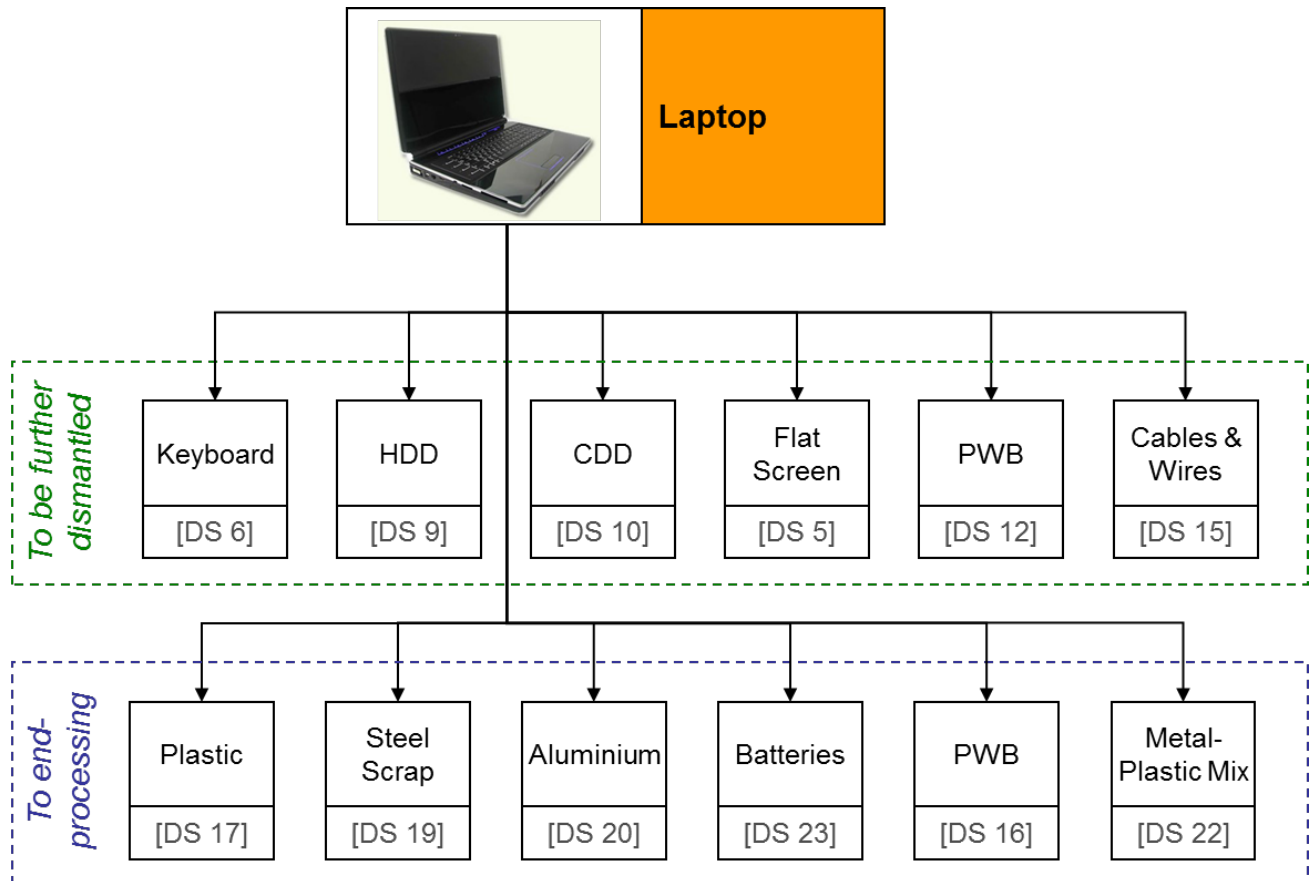 Laptop
To be further
dismantled
Keyboard
[DS 6]
HDD
[DS 9]
CDD
[DS 10]
Flat
Screen
[DS 5]
PWB
[DS 12]
Cables &
Wires
[DS 15]
To end-
processing
Plastic
[DS 17]
Steel
Scrap
[DS 19]
Aluminium
[DS 20]
Batteries
[DS 23]
PWB
[DS 16]
Metal-
Plastic Mix
[DS 22]